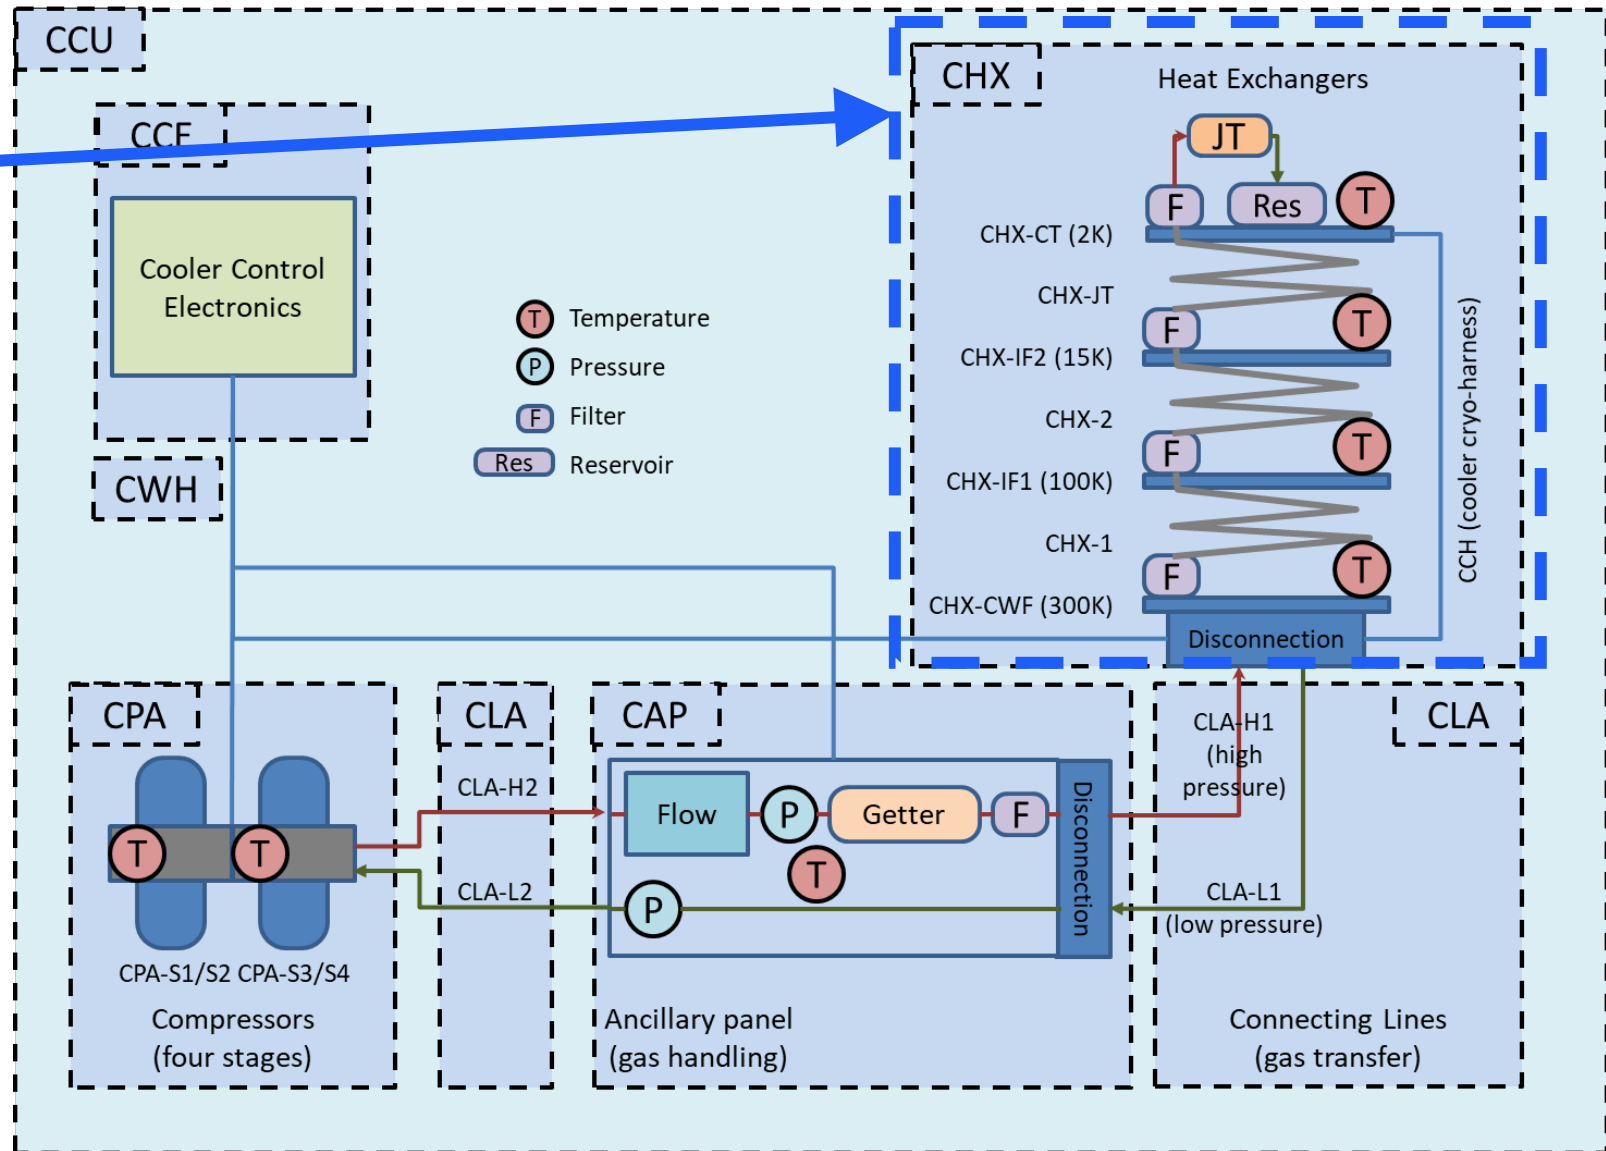 CCU
CHX
Heat Exchangers
CCE
JT
F
Res
T
CHX-CT (2K)
Cooler Control
Electronics
CHX-JT
T
Temperature
F
T
CHX-IF2 (15K)
P
Pressure
F
Filter
CHX-2
Res
Reservoir
F
T
CHX-IF1 (100K)
CWH
CHX-1
F
T
CHX-CWF (300K)
CCH (cooler cryo-harness)
Disconnection
CPA
CLA
CAP
CLA
CLA-H1
(high
pressure)
CLA-H2
Flow
P
Getter
F
Disconnection
T
T
T
CLA-L2
P
CLA-L1
(low pressure)
CPA-S1/S2
CPA-S3/S4
Compressors
(four stages)
Ancillary panel
(gas handling)
Connecting Lines
(gas transfer)